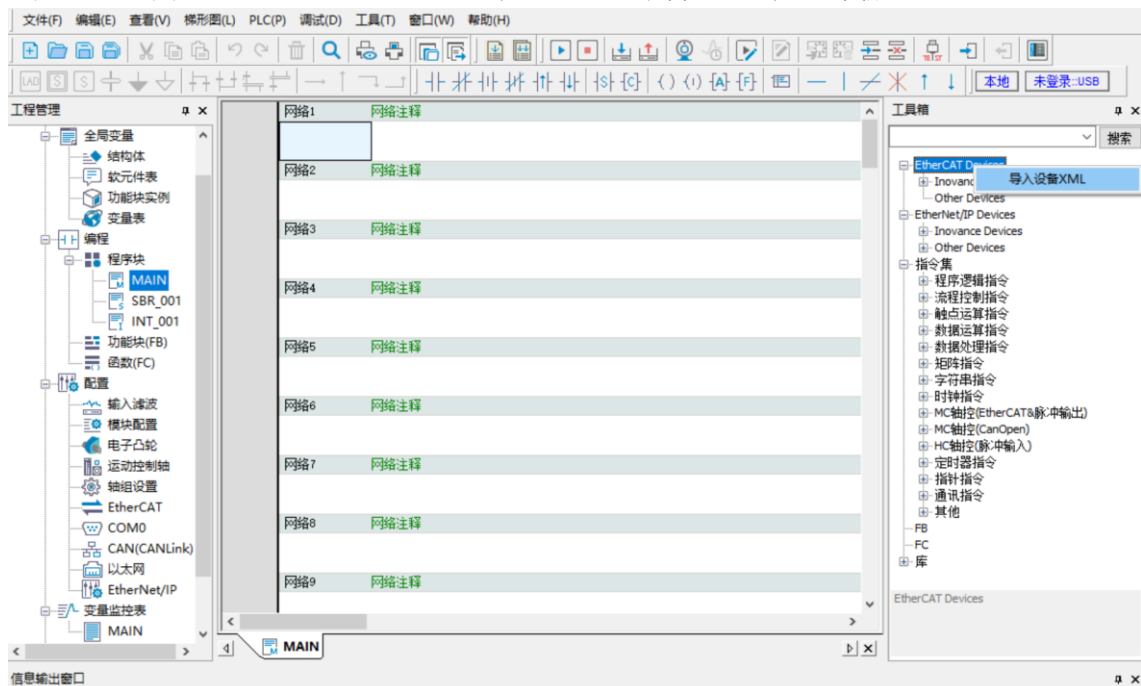 文件(F) 编辑(E) 查看(V) 梯形图(L) PLC(P) 调试(D) 工具(T) 窗口(W) 帮助(H)
LAD
本地 未登录::USB
工程管理
全局变量
结构体
软元件表
功能块实例
变量表
编程
程序块
MAIN
SBR_001
INT_001
功能块(FB)
函数(FC)
配置
输入滤波
模块配置
电子凸轮
运动控制轴
轴组设置
EtherCAT
COM0
CAN(CANLink)
以太网
EtherNet/IP
变量监控表
MAIN
网络1 网络注释
网络2 网络注释
网络3 网络注释
网络4 网络注释
网络5 网络注释
网络6 网络注释
网络7 网络注释
网络8 网络注释
网络9 网络注释
MAIN
工具箱
搜索
EtherCAT Devices
导入设备XML
Other Devices
EtherNet/IP Devices
Inovance Devices
Other Devices
指令集
程序逻辑指令
流程控制指令
触点运算指令
数据运算指令
数据处理指令
矩阵指令
字符串指令
时钟指令
MC轴控(EtherCAT&脉冲输出)
MC轴控(CanOpen)
HC轴控(脉冲输入)
定时器指令
指针指令
通讯指令
其他
FB
FC
库
EtherCAT Devices
信息输出窗口